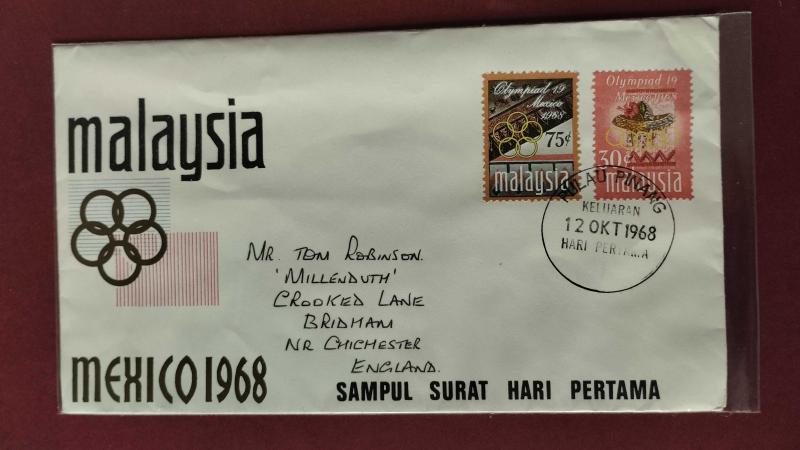 malaysia
Olympiad 19
Mexico
1968
75¢
malaysia
Olympiad 19
Mexico 1968
30¢
malaysia
PULAU PINANG
KELUARAN
12 OKT 1968
HARI PERTAMA
MR. TOM ROBINSON.
'MILLENDUTH'
CROOKED LANE
BRIDHAM
NR CHICHESTER
ENGLAND.
MEXICO 1968
SAMPUL SURAT HARI PERTAMA